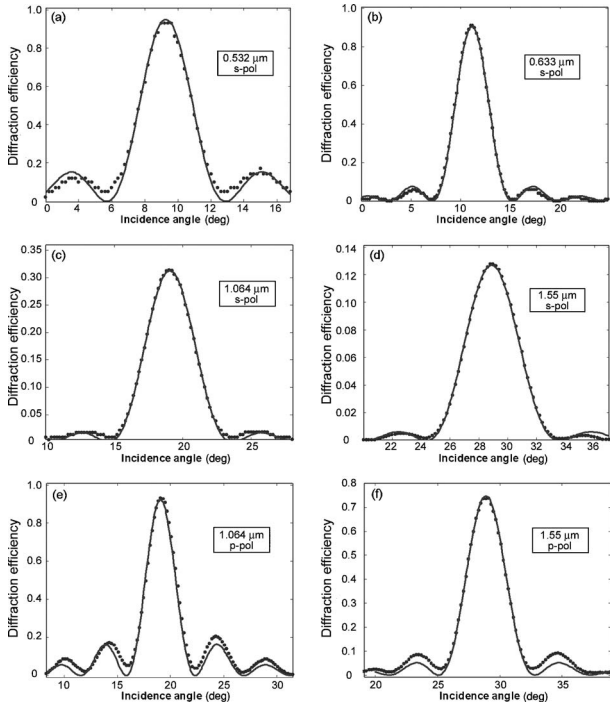 (a)
0.532 µm
s-pol
Diffraction efficiency
1.0
0.8
0.6
0.4
0.2
0
0 2 4 6 8 10 12 14 16
Incidence angle (deg)
(b)
0.633 µm
s-pol
Diffraction efficiency
1.0
0.8
0.6
0.4
0.2
0
0 5 10 15 20
Incidence angle (deg)
(c)
1.064 µm
s-pol
Diffraction efficiency
0.35
0.30
0.25
0.20
0.15
0.10
0.05
0
10 15 20 25
Incidence angle (deg)
(d)
1.55 µm
s-pol
Diffraction efficiency
0.14
0.12
0.10
0.08
0.06
0.04
0.02
0
22 24 26 28 30 32 34 36
Incidence angle (deg)
(e)
1.064 µm
p-pol
Diffraction efficiency
1.0
0.8
0.6
0.4
0.2
0
10 15 20 25 30
Incidence angle (deg)
(f)
1.55 µm
p-pol
Diffraction efficiency
0.8
0.7
0.6
0.5
0.4
0.3
0.2
0.1
0
20 25 30 35
Incidence angle (deg)